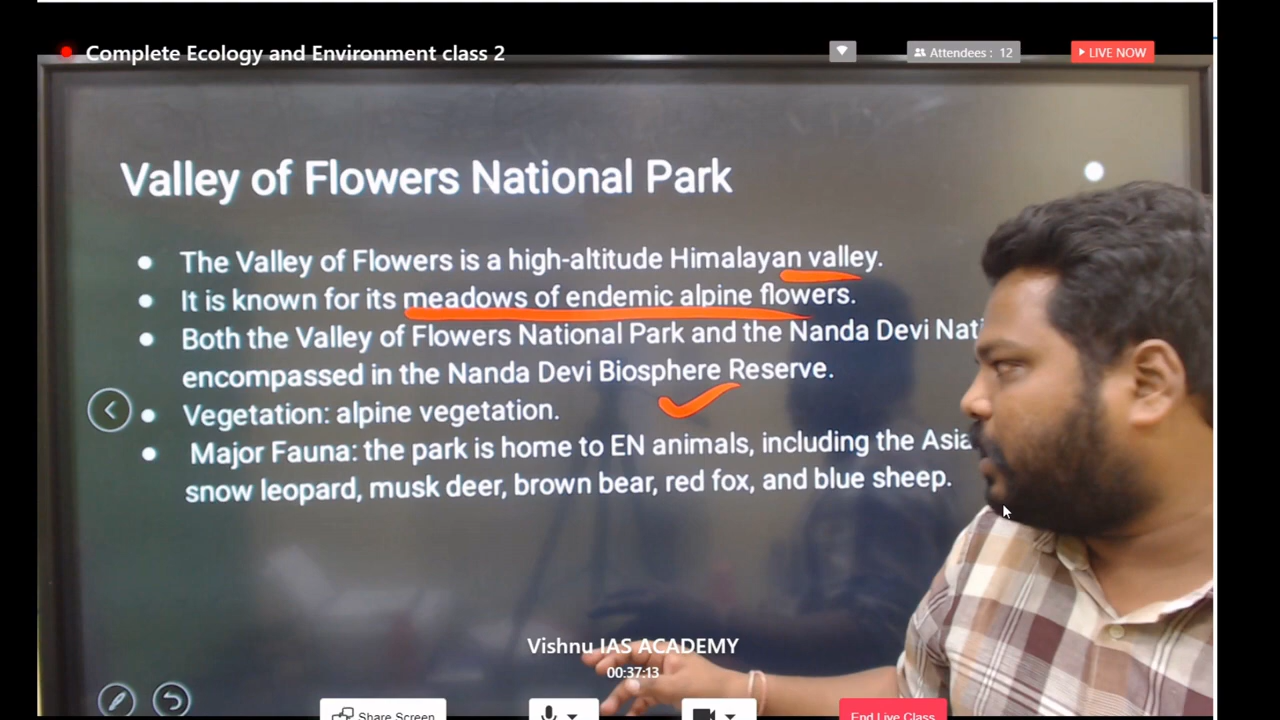 Complete Ecology and Environment class 2
Attendees : 12
LIVE NOW
Valley of Flowers National Park
The Valley of Flowers is a high-altitude Himalayan valley.
It is known for its meadows of endemic alpine flowers.
Both the Valley of Flowers National Park and the Nanda Devi Nati
encompassed in the Nanda Devi Biosphere Reserve.
Vegetation: alpine vegetation.
Major Fauna: the park is home to EN animals, including the Asia
snow leopard, musk deer, brown bear, red fox, and blue sheep.
Vishnu IAS ACADEMY
00:37:13
Share Screen
End Live Class